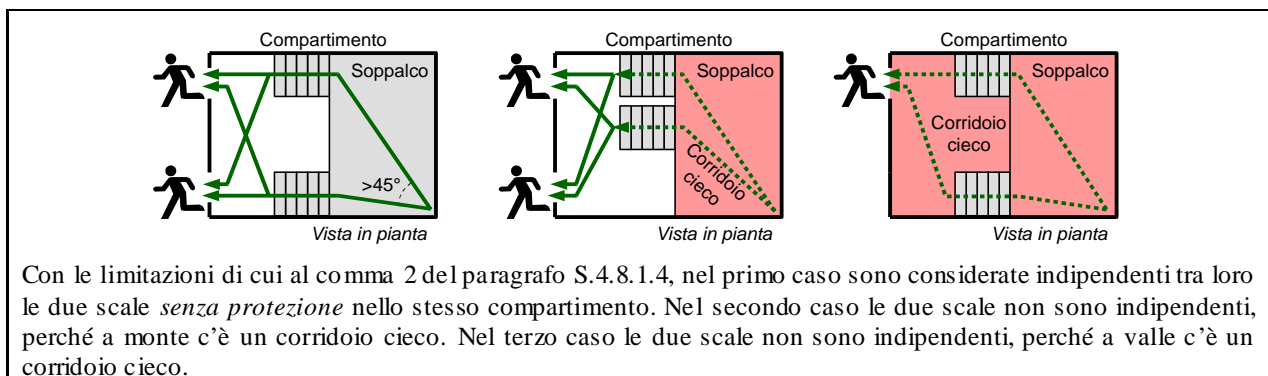 Compartimento
Soppalco
>45°
Vista in pianta
Compartimento
Soppalco
Corridoio
cieco
Vista in pianta
Compartimento
Soppalco
Corridoio
cieco
Vista in pianta
Con le limitazioni di cui al comma 2 del paragrafo S.4.8.1.4, nel primo caso sono considerate indipendenti tra loro
le due scale senza protezione nello stesso compartimento. Nel secondo caso le due scale non sono indipendenti,
perché a monte c'è un corridoio cieco. Nel terzo caso le due scale non sono indipendenti, perché a valle c'è un
corridoio cieco.